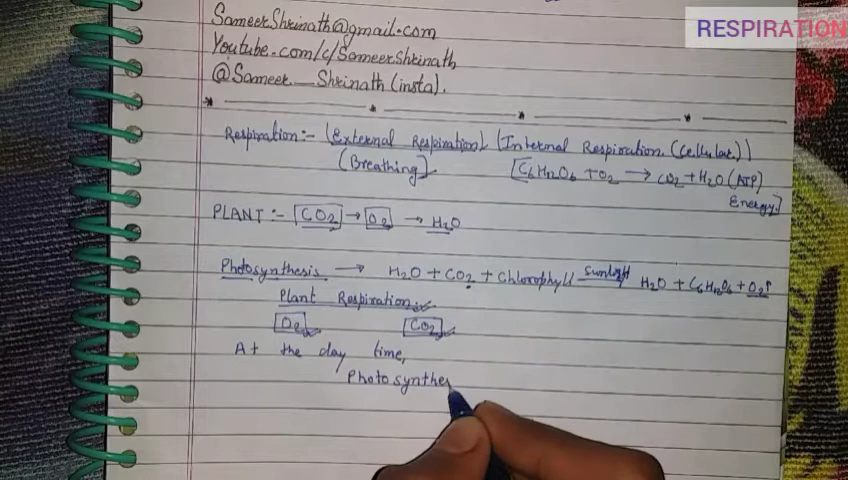 RESPIRATION
SameerShrinath@gmail.com
Youtube.com/c/SameerShrinath
@Sameer__Shrinath (insta).
Respiration:- (External Respiration) (Internal Respiration (Cellular))
(Breathing) [C6H12O6 + O2 → CO2 + H2O (ATP)
Energy.]
PLANT:- CO2 → O2 → H2O
Photosynthesis → H2O + CO2 + Chlorophyll sunlight H2O + C6H12O6 + O2↑
Plant Respiration.
O2 CO2
At the day time,
Photosynthes